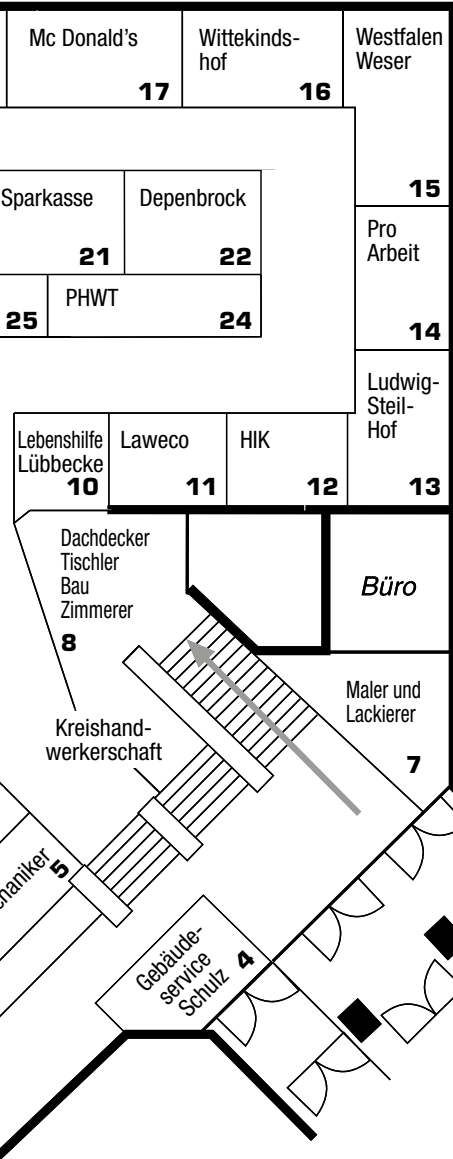 Mc Donald's
17
Wittekinds-
hof
16
Westfalen
Weser
15
Sparkasse
21
Depenbrock
22
Pro
Arbeit
14
25
PHWT
24
Ludwig-
Steil-
Hof
13
Lebenshilfe
Lübbecke
10
Laweco
11
HIK
12
Dachdecker
Tischler
Bau
Zimmerer
8
Büro
Maler und
Lackierer
7
Kreishand-
werkerschaft
haniker
5
Gebäude-
service
Schulz
4